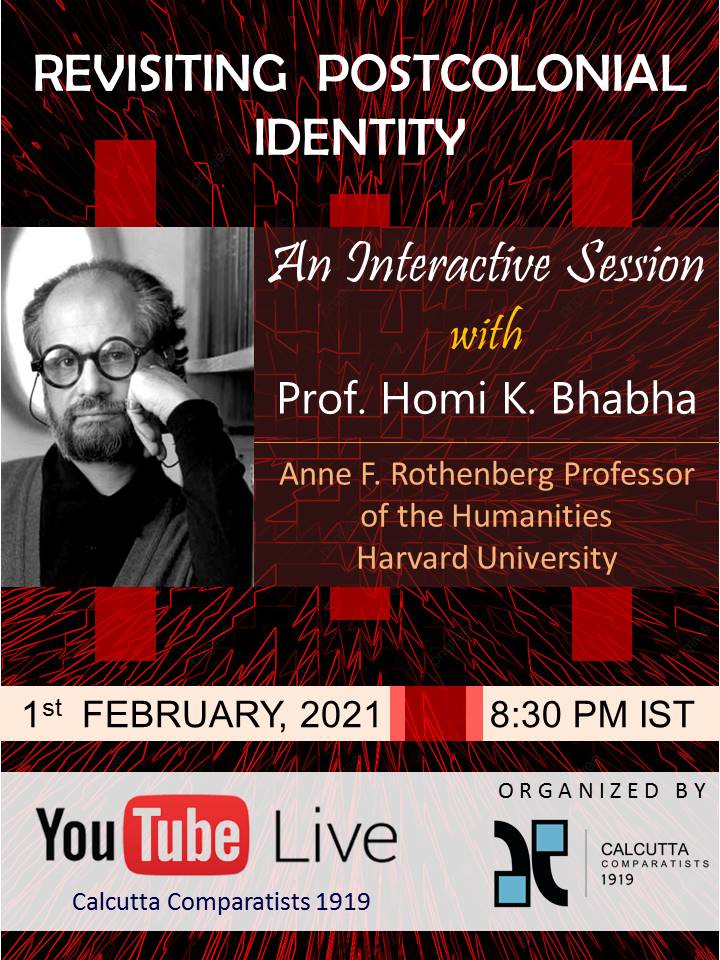 REVISITING POSTCOLONIAL
IDENTITY
An Interactive Session
with
Prof. Homi K. Bhabha
Anne F. Rothenberg Professor
of the Humanities
Harvard University
1st FEBRUARY, 2021
8:30 PM IST
YouTube Live
Calcutta Comparatists 1919
ORGANIZED BY
CALCUTTA
COMPARATISTS
1919